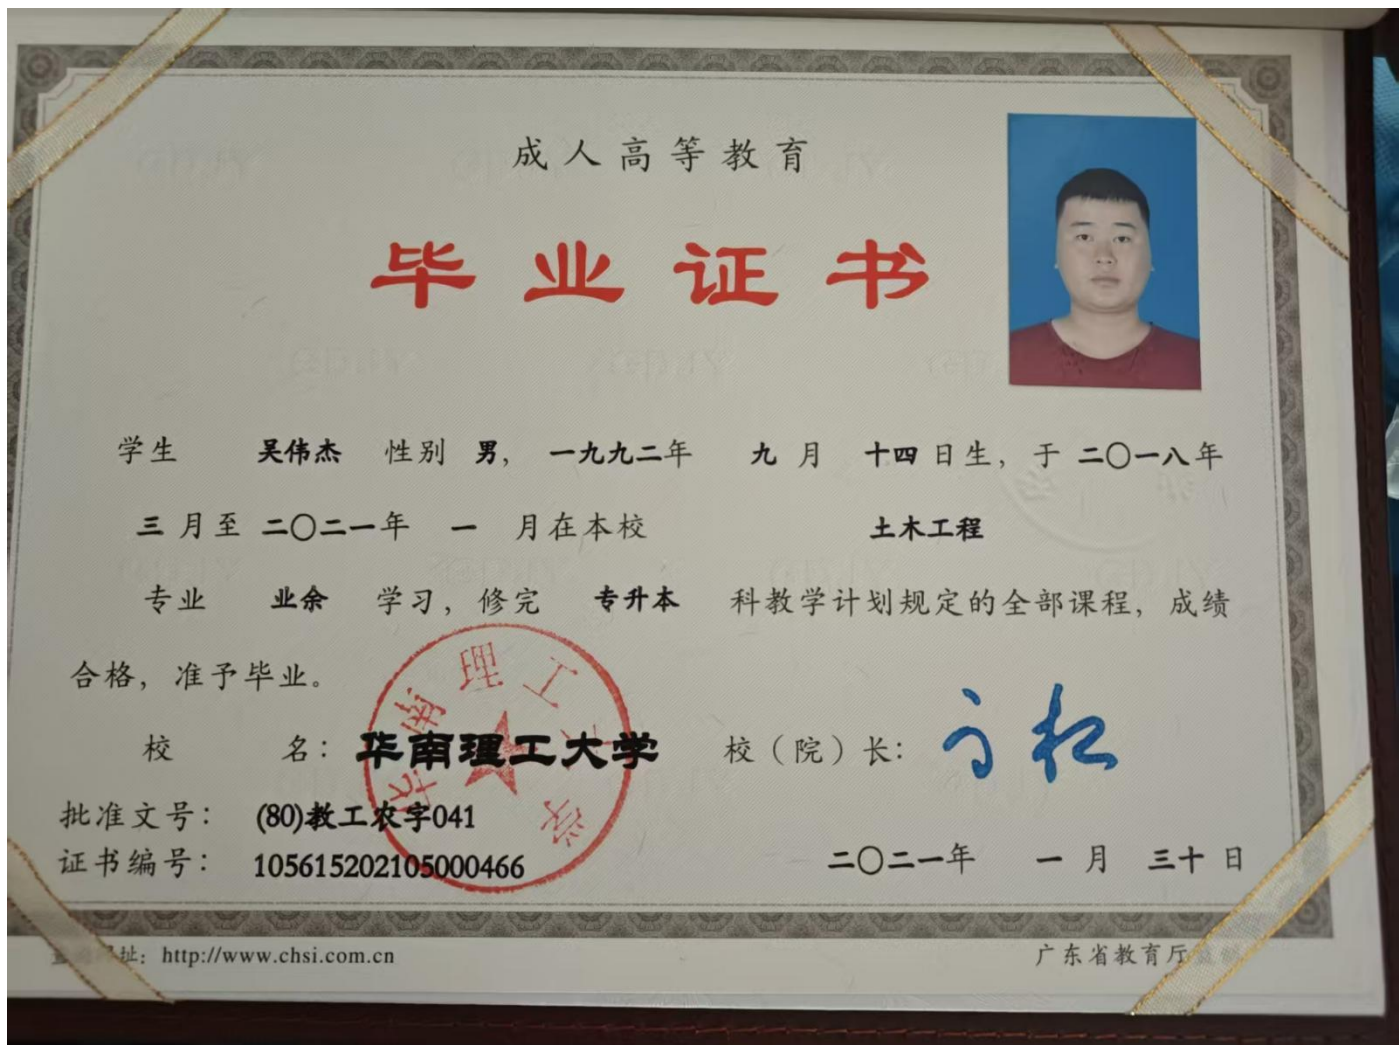 成人高等教育
毕业证书
学生 吴伟杰 性别 男, 一九九二年 九 月 十四 日生, 于 二〇一八年
三 月至 二〇二一年 一 月在本校 土木工程
专业 业余 学习, 修完 专升本 科教学计划规定的全部课程, 成绩
合格, 准予毕业。
华南理工大学
校 名: 华南理工大学 校（院）长:
批准文号: (80)教工农字041
证书编号: 105615202105000466 二〇二一年 一 月 三十 日
址: http://www.chsi.com.cn 广东省教育厅